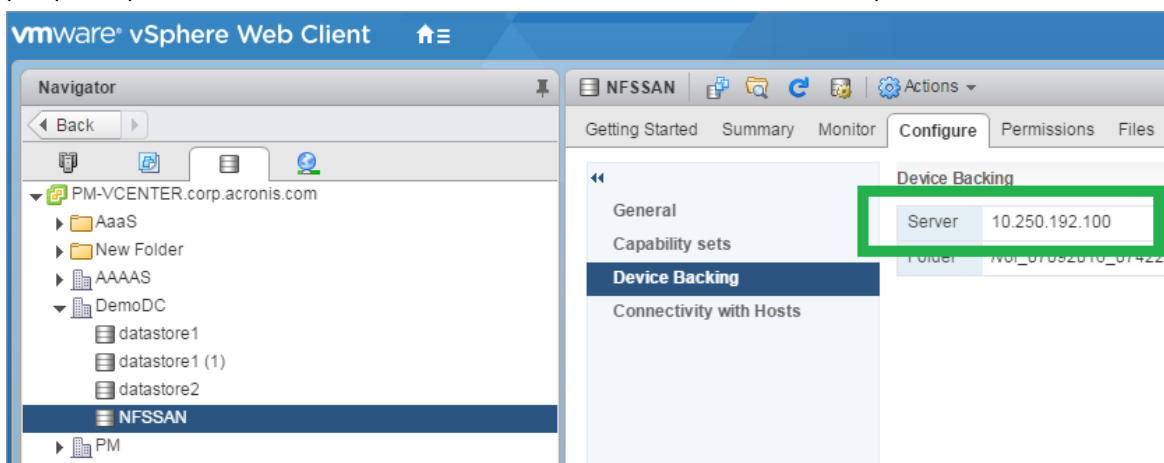 vmware® vSphere Web Client
Navigator
Back
PM-VCENTER.corp.acronis.com
AaaS
New Folder
AAAAS
DemoDC
datastore1
datastore1 (1)
datastore2
NFSSAN
PM
NFSSAN Actions
Getting Started Summary Monitor Configure Permissions Files
General
Capability sets
Device Backing
Connectivity with Hosts
Device Backing
Server 10.250.192.100
Folder